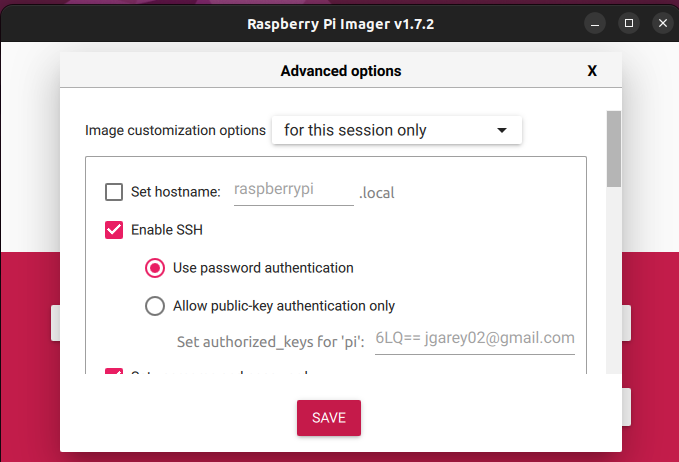 Raspberry Pi Imager v1.7.2
Advanced options X
Image customization options for this session only
Set hostname: raspberrypi .local
Enable SSH
Use password authentication
Allow public-key authentication only
Set authorized_keys for 'pi': 6LQ== jgarey02@gmail.com
SAVE